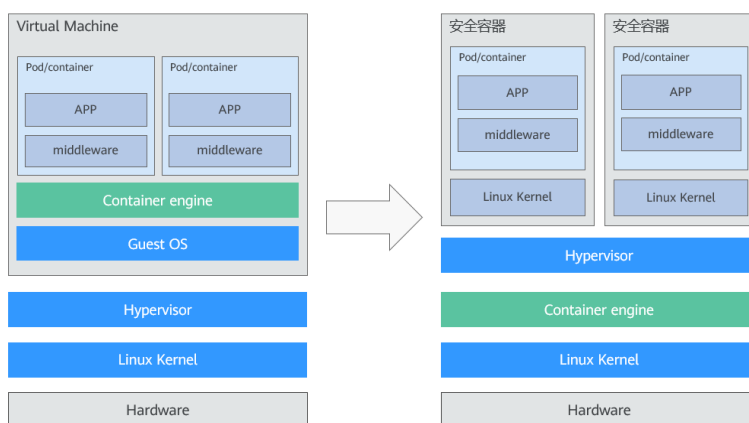 Virtual Machine
Pod/container
APP
middleware
Pod/container
APP
middleware
Container engine
Guest OS
Hypervisor
Linux Kernel
Hardware
安全容器
Pod/container
APP
middleware
Linux Kernel
安全容器
Pod/container
APP
middleware
Linux Kernel
Hypervisor
Container engine
Linux Kernel
Hardware